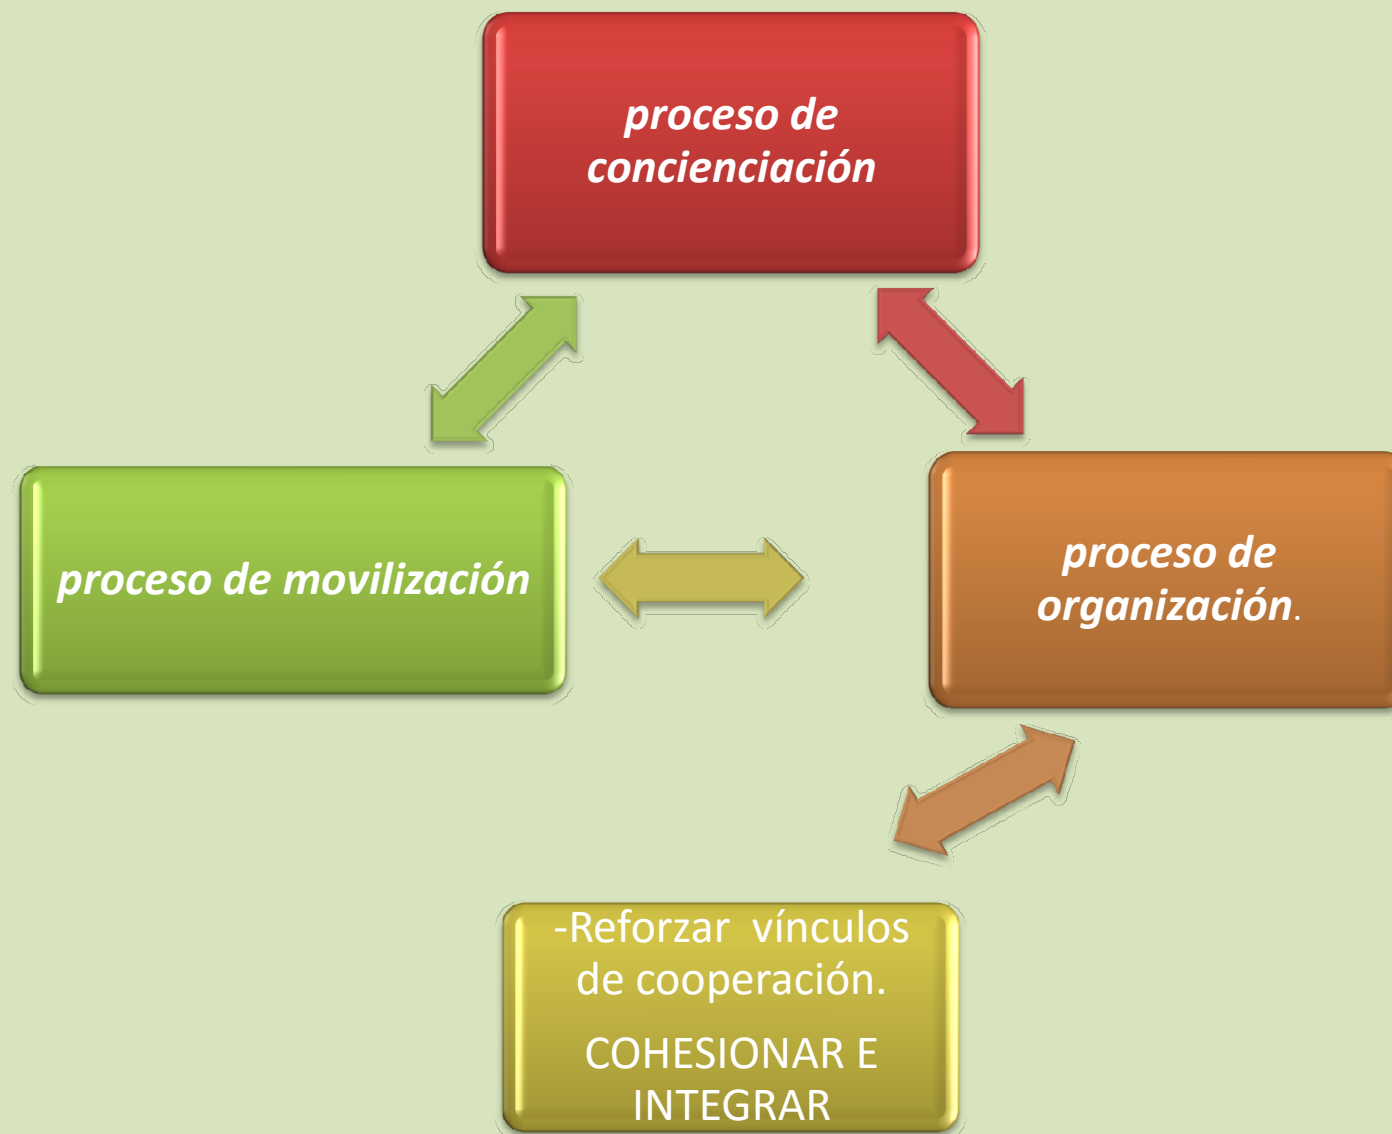 proceso de
concienciación
proceso de movilización
proceso de
organización.
-Reforzar vínculos
de cooperación.
COHESIONAR E
INTEGRAR